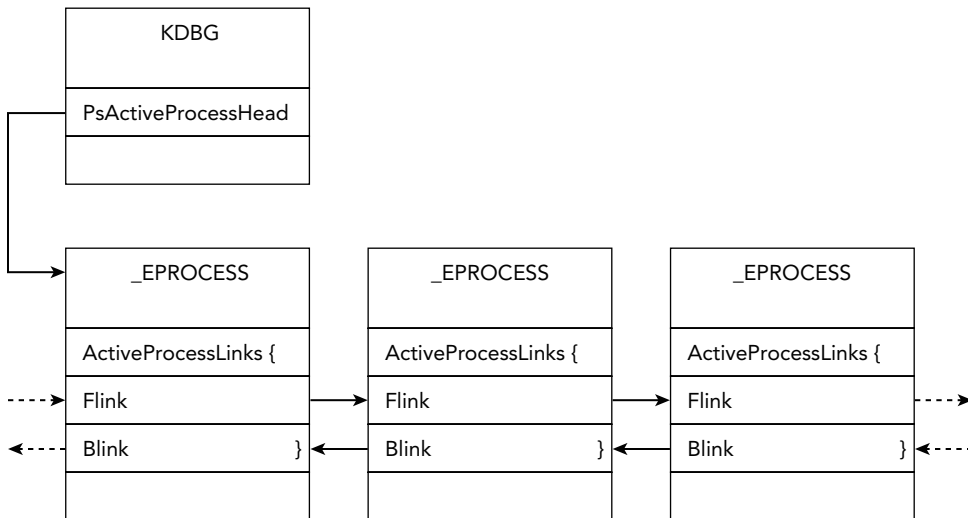 KDBG
PsActiveProcessHead
_EPROCESS
ActiveProcessLinks {
Flink
Blink }
_EPROCESS
ActiveProcessLinks {
Flink
Blink }
_EPROCESS
ActiveProcessLinks {
Flink
Blink }